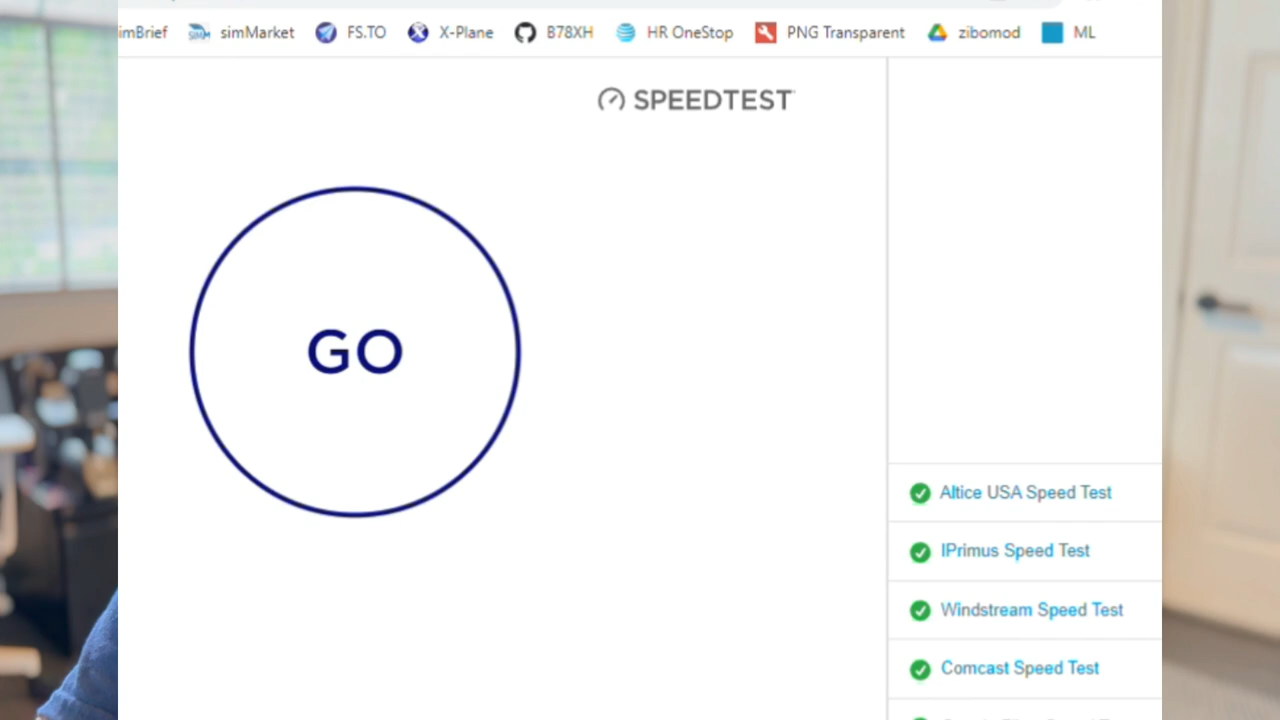 imBrief simMarket FS.TO X-Plane B78XH HR OneStop PNG Transparent zibomod ML
SPEEDTEST
GO
Altice USA Speed Test
IPrimus Speed Test
Windstream Speed Test
Comcast Speed Test